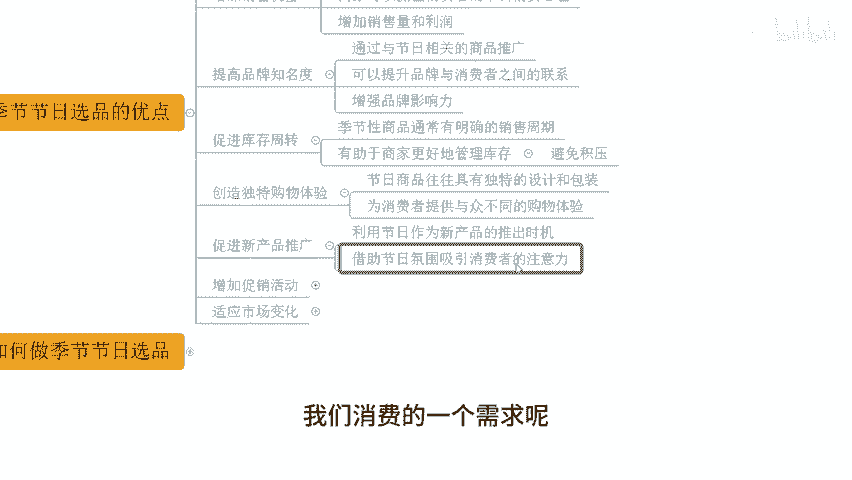 增加销售量和利润
通过与节日相关的商品推广
提高品牌知名度
可以提升品牌与消费者之间的联系
增强品牌影响力
季节节日选品的优点
季节性商品通常有明确的销售周期
促进库存周转
有助于商家更好地管理库存
避免积压
节日商品往往具有独特的设计和包装
创造独特购物体验
为消费者提供与众不同的购物体验
利用节日作为新产品的推出时机
促进新产品推广
借助节日氛围吸引消费者的注意力
增加促销活动
适应市场变化
如何做季节节日选品
我们消费的一个需求呢
bilibili